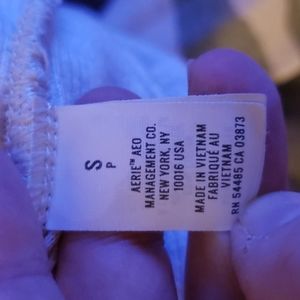 S
P
AERIE™ AEO
MANAGEMENT CO.
NEW YORK, NY
10016 USA
MADE IN VIETNAM
FABRIQUÉ AU
VIETNAM
RN 54485 CA 03873